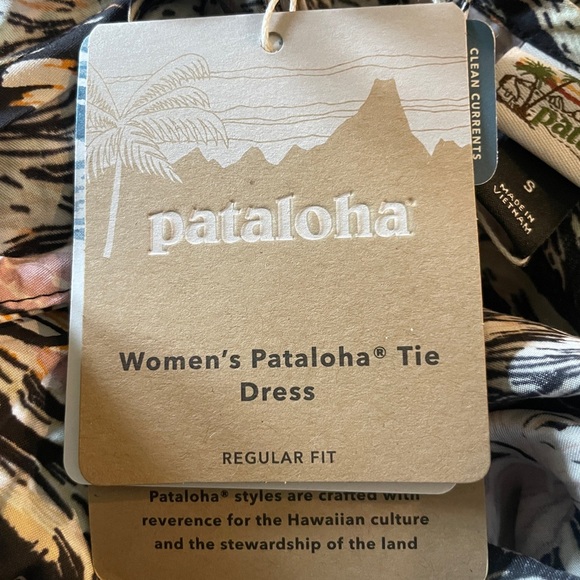 CLEAN CURRENTS
pataloha®
Women's Pataloha® Tie
Dress
REGULAR FIT
Pataloha® styles are crafted with
reverence for the Hawaiian culture
and the stewardship of the land
S
MADE IN
VIETNAM